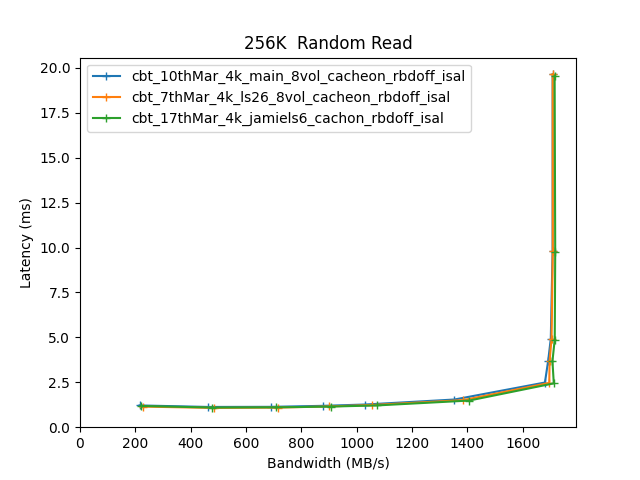 256K  Random Read
cbt_10thMar_4k_main_8vol_cacheon_rbdoff_isal
cbt_7thMar_4k_ls26_8vol_cacheon_rbdoff_isal
cbt_17thMar_4k_jamiels6_cachon_rbdoff_isal
20.0
17.5
15.0
12.5
10.0
7.5
5.0
2.5
0.0
Latency (ms)
0 200 400 600 800 1000 1200 1400 1600
Bandwidth (MB/s)